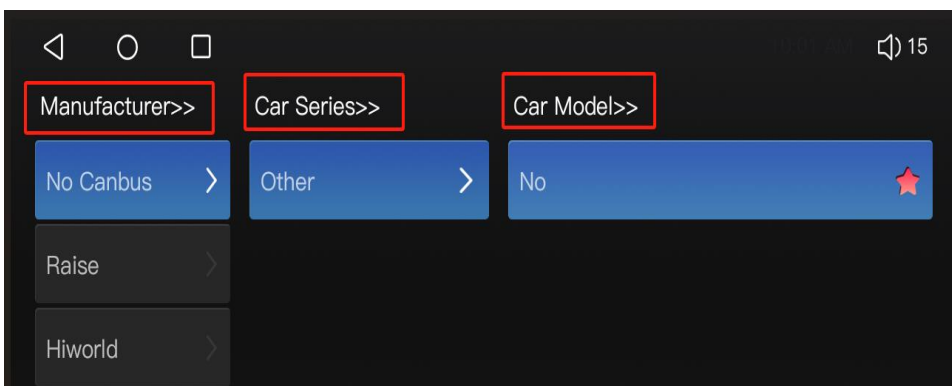 15
Manufacturer>> Car Series>> Car Model>>
No Canbus Other No
Raise
Hiworld